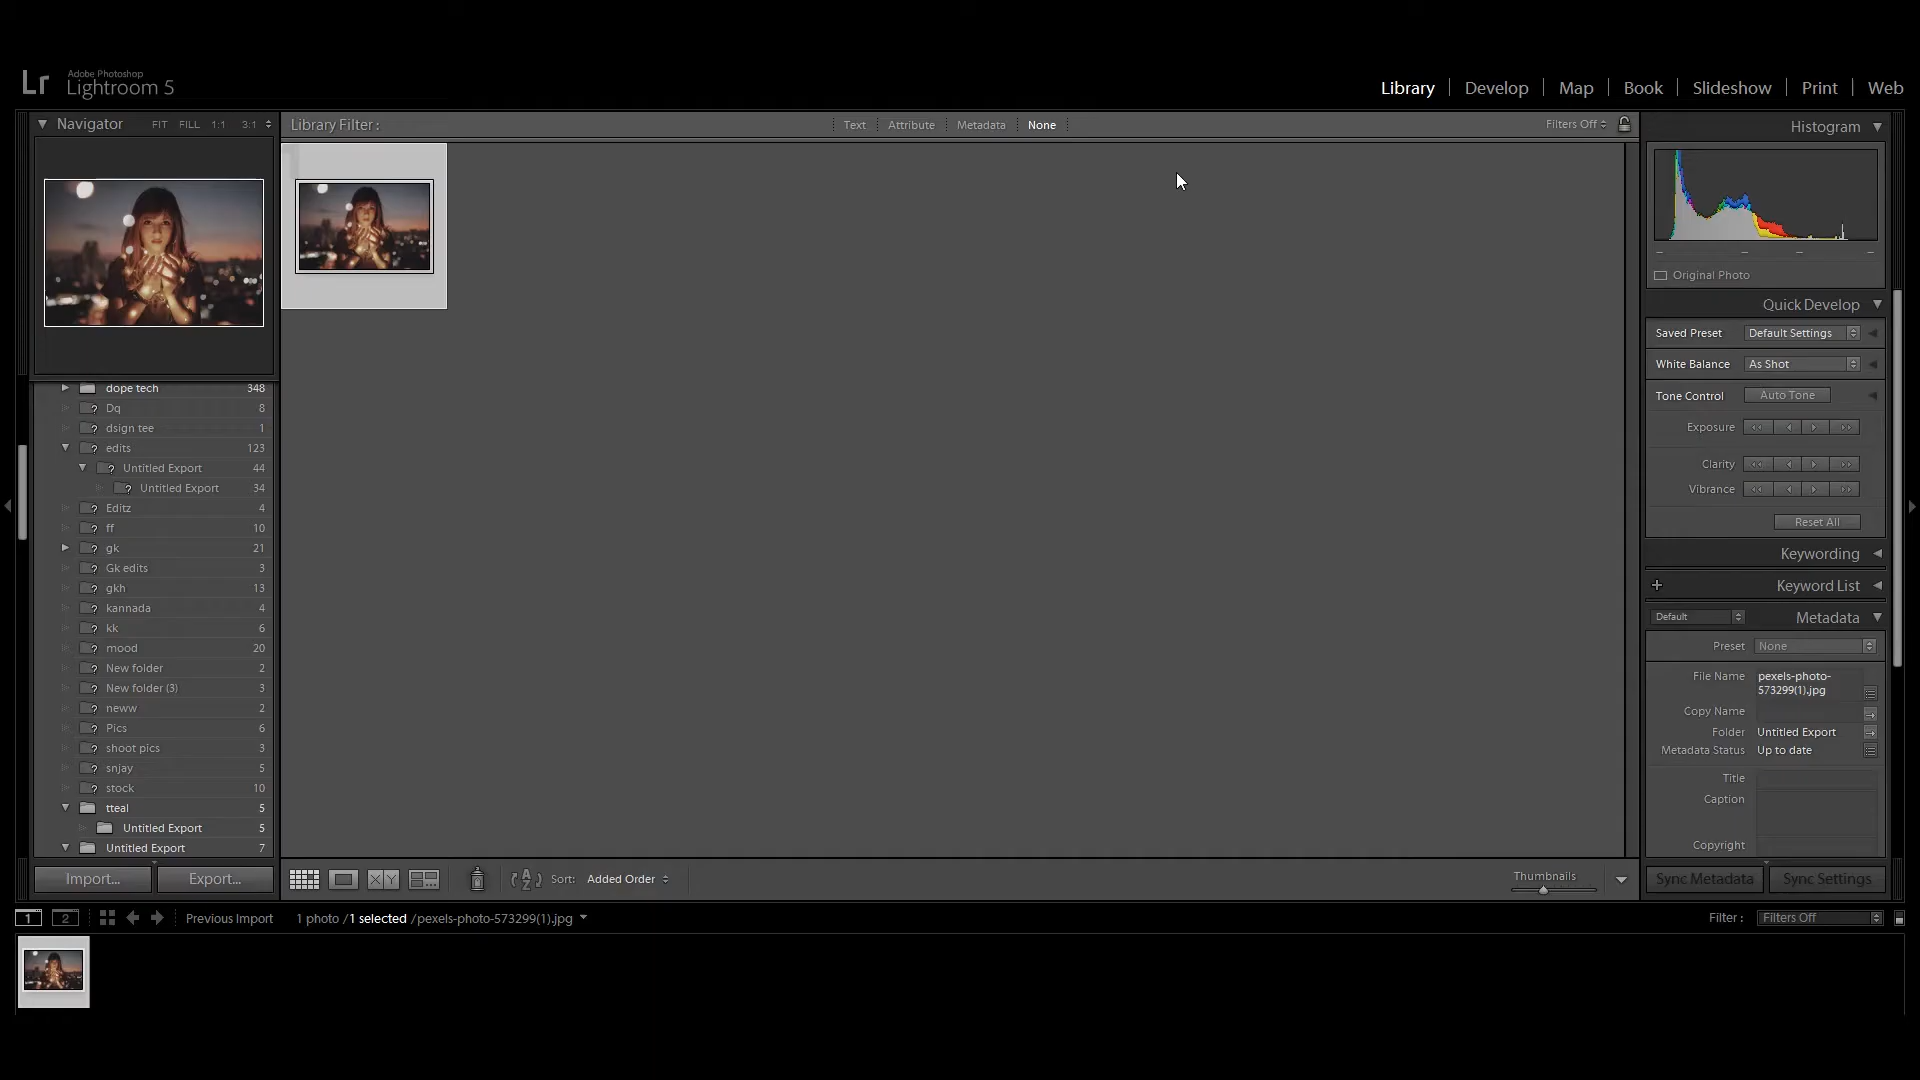 Lr Adobe Photoshop
Lightroom 5
Library Develop Map Book Slideshow Print Web
Navigator FIT FILL 1:1 3:1
Library Filter : Text Attribute Metadata None Filters Off
Histogram
Original Photo
Quick Develop
Saved Preset Default Settings
White Balance As Shot
Tone Control Auto Tone
Exposure
Clarity
Vibrance
Reset All
Keywording
+ Keyword List
Default Metadata
Preset None
File Name pexels-photo-
573299(1).jpg
Copy Name
Folder Untitled Export
Metadata Status Up to date
Title
Caption
Copyright
dope tech 348
Dq 8
dsign tee 1
edits 123
Untitled Export 44
Untitled Export 34
Editz 4
ff 10
gk 21
Gk edits 3
gkh 13
kannada 4
kk 6
mood 20
New folder 2
New folder (3) 3
neww 2
Pics 6
shoot pics 3
snjay 5
stock 10
tteal 5
Untitled Export 5
Untitled Export 7
Import... Export...
XY AZ Sort: Added Order Thumbnails
Sync Metadata Sync Settings
1 2 Previous Import 1 photo /1 selected /pexels-photo-573299(1).jpg Filter : Filters Off